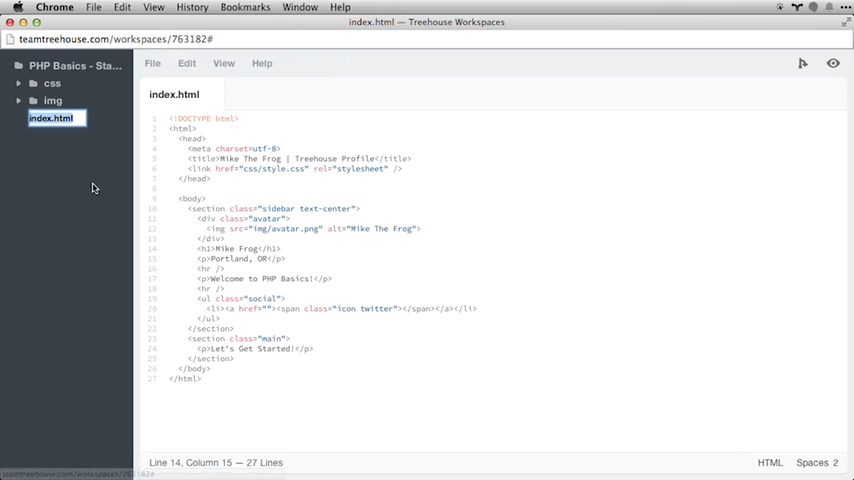 Chrome File Edit View History Bookmarks Window Help
index.html — Treehouse Workspaces
teamtreehouse.com/workspaces/763182#
PHP Basics - Sta...
css
img
index.html
File Edit View Help
index.html
1 <!DOCTYPE html>
2 <html>
3 <head>
4 <meta charset=utf-8>
5 <title>Mike The Frog | Treehouse Profile</title>
6 <link href="css/style.css" rel="stylesheet" />
7 </head>
8
9 <body>
10 <section class="sidebar text-center">
11 <div class="avatar">
12 <img src="img/avatar.png" alt="Mike The Frog">
13 </div>
14 <h1>Mike Frog</h1>
15 <p>Portland, OR</p>
16 <hr />
17 <p>Welcome to PHP Basics!</p>
18 <hr />
19 <ul class="social">
20 <li><a href=""><span class="icon twitter"></span></a></li>
21 </ul>
22 </section>
23 <section class="main">
24 <p>Let's Get Started!</p>
25 </section>
26 </body>
27 </html>
Line 14, Column 15 — 27 Lines
HTML Spaces 2
teamtreehouse.com/workspaces/763182#